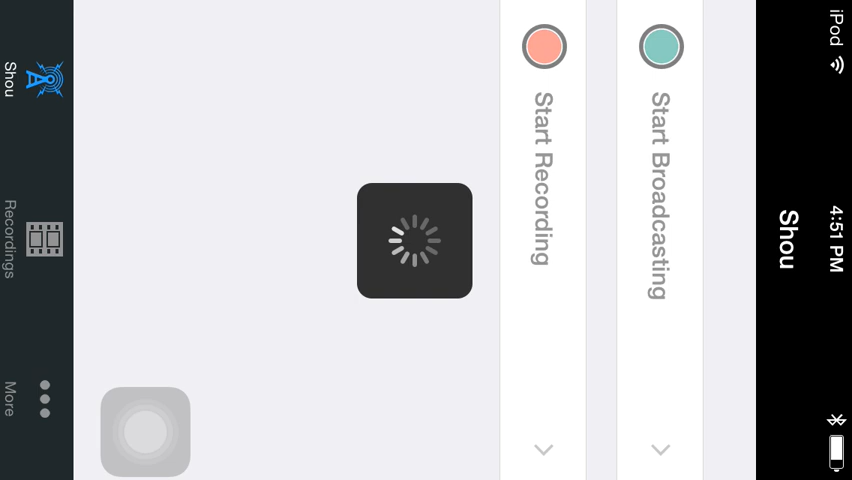 iPod 4:51 PM
Shou
Start Broadcasting
Start Recording
Shou Recordings More